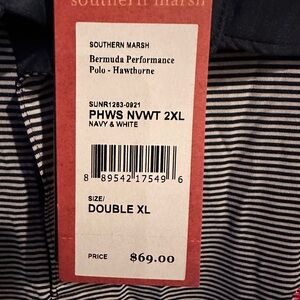 southern marsh
SOUTHERN MARSH
Bermuda Performance
Polo - Hawthorne
SUNR1283-0921
PHWS NVWT 2XL
NAVY & WHITE
8 89542 17549 6
SIZE/
DOUBLE XL
PRICE $69.00